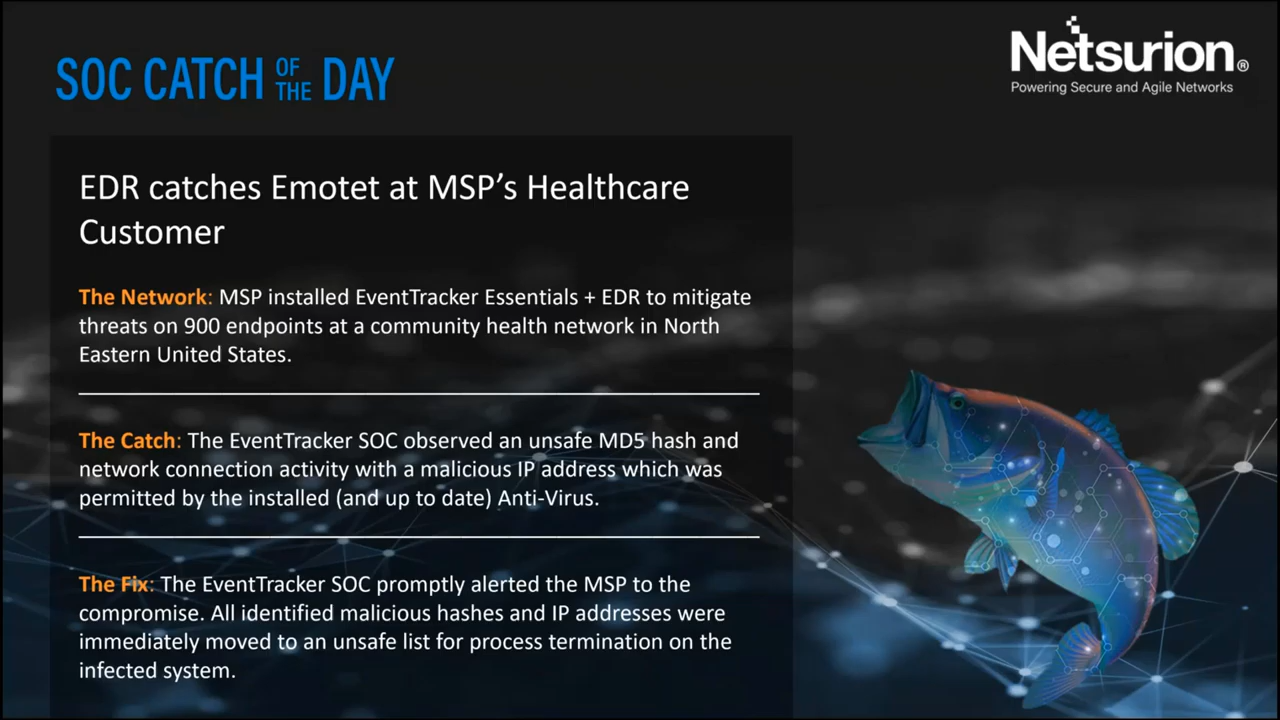 SOC CATCH OF THE DAY
Netsurion®
Powering Secure and Agile Networks
EDR catches Emotet at MSP’s Healthcare
Customer
The Network: MSP installed EventTracker Essentials + EDR to mitigate
threats on 900 endpoints at a community health network in North
Eastern United States.
The Catch: The EventTracker SOC observed an unsafe MD5 hash and
network connection activity with a malicious IP address which was
permitted by the installed (and up to date) Anti-Virus.
The Fix: The EventTracker SOC promptly alerted the MSP to the
compromise. All identified malicious hashes and IP addresses were
immediately moved to an unsafe list for process termination on the
infected system.